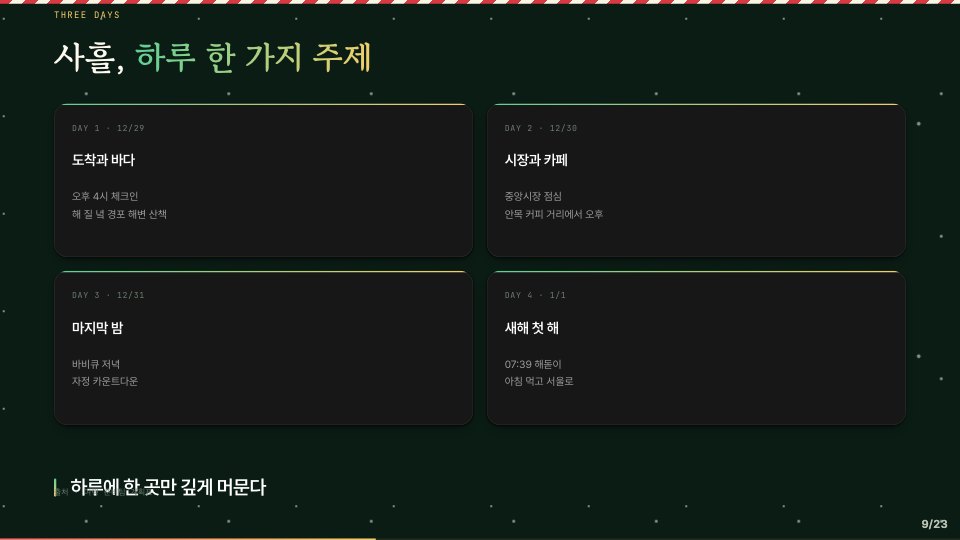 THREE DAYS
사흘, 하루 한 가지 주제
DAY 1 · 12/29
도착과 바다
오후 4시 체크인
해 질 녘 경포 해변 산책
DAY 2 · 12/30
시장과 카페
중앙시장 점심
안목 커피 거리에서 오후
DAY 3 · 12/31
마지막 밤
바비큐 저녁
자정 카운트다운
DAY 4 · 1/1
새해 첫 해
07:39 해돋이
아침 먹고 서울로
하루에 한 곳만 깊게 머문다
출처
9/23